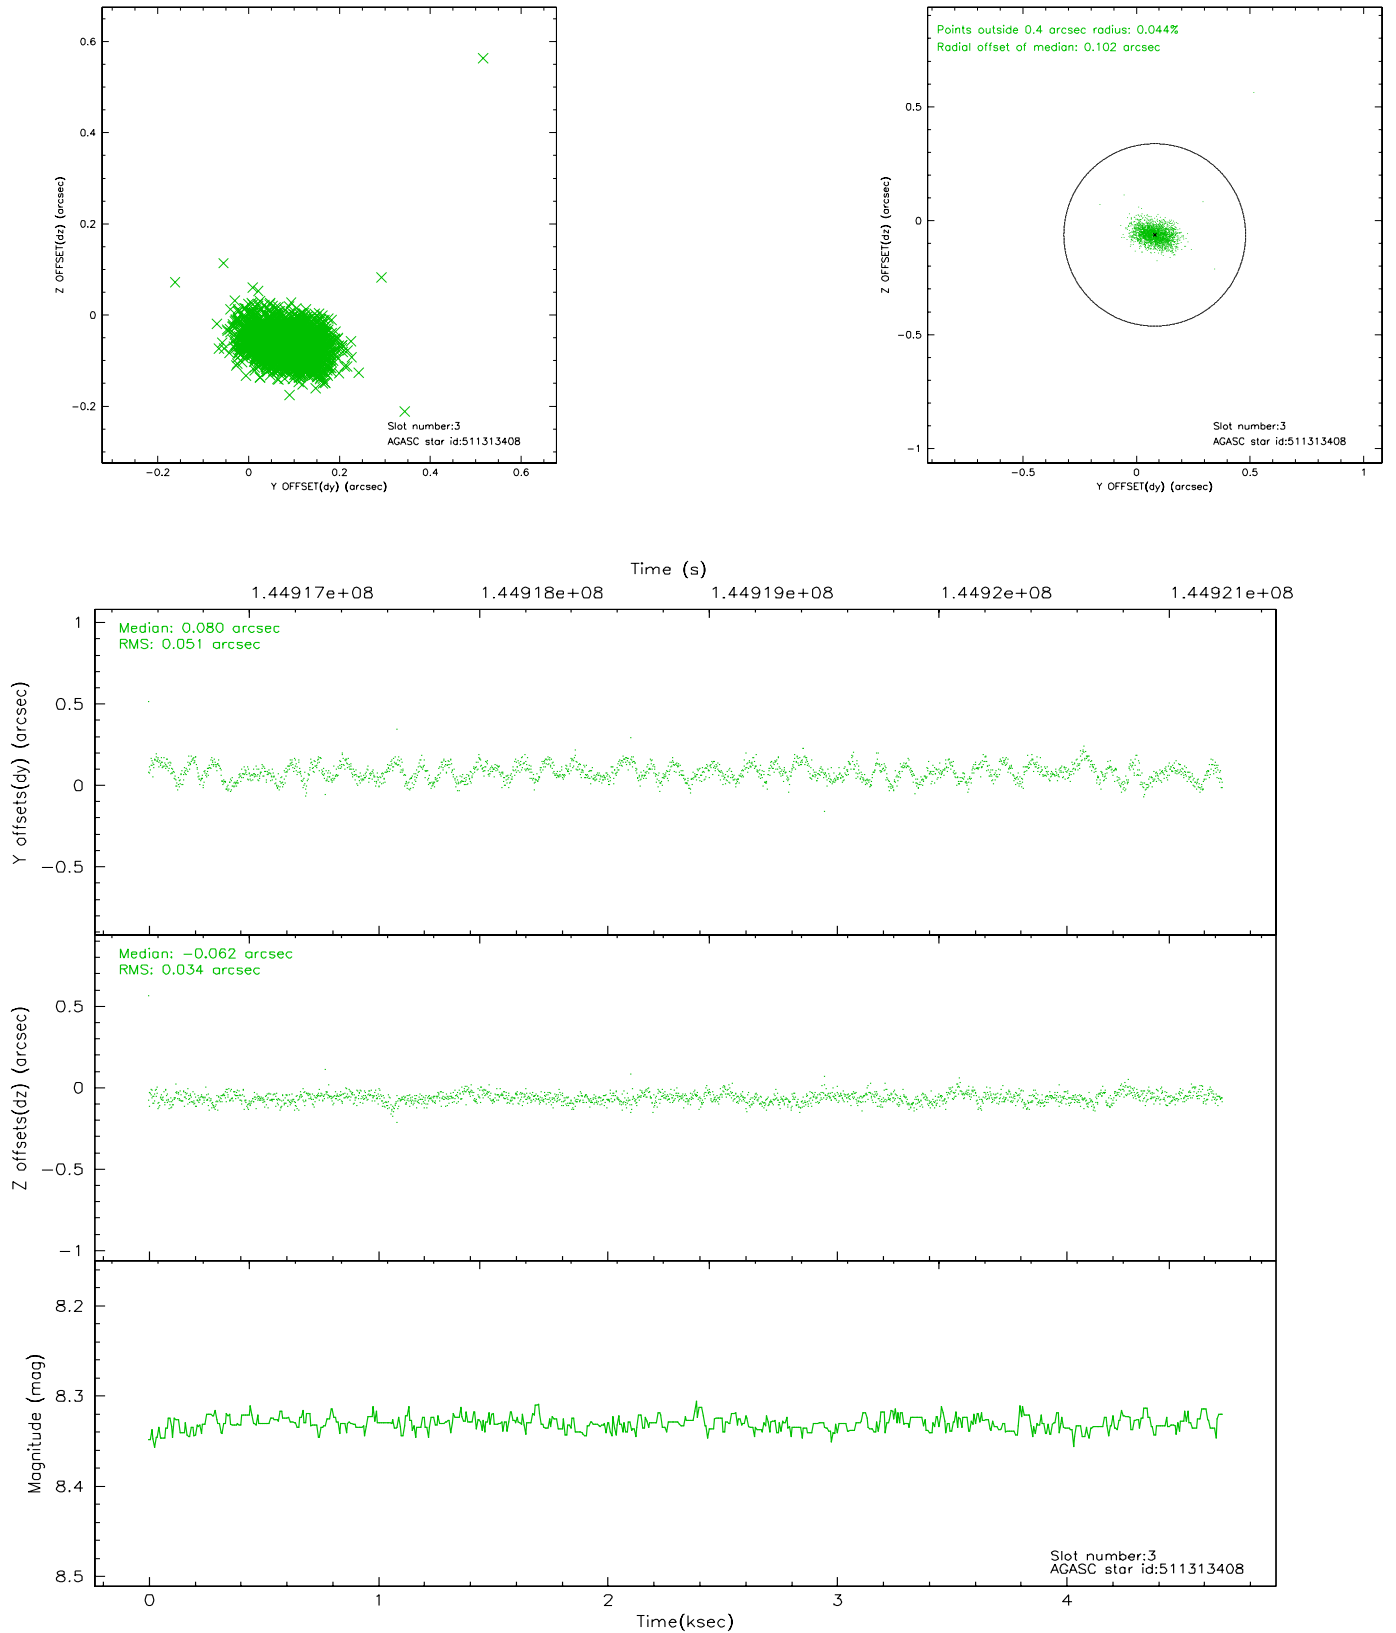 0.6
0.4
0.2
0
−0.2
Z OFFSET(dz) (arcsec)
Slot number:3
AGASC star id:511313408
−0.2 0 0.2 0.4 0.6
Y OFFSET(dy) (arcsec)
Points outside 0.4 arcsec radius: 0.044%
Radial offset of median: 0.102 arcsec
0.5
0
−0.5
−1
Z OFFSET(dz) (arcsec)
Slot number:3
AGASC star id:511313408
−0.5 0 0.5 1
Y OFFSET(dy) (arcsec)
Time (s)
1.44917e+08 1.44918e+08 1.44919e+08 1.4492e+08 1.44921e+08
Median: 0.080 arcsec
RMS: 0.051 arcsec
1
0.5
0
−0.5
Y offsets(dy) (arcsec)
Median: −0.062 arcsec
RMS: 0.034 arcsec
0.5
0
−0.5
−1
Z offsets(dz) (arcsec)
8.2
8.3
8.4
8.5
Magnitude (mag)
Slot number:3
AGASC star id:511313408
0 1 2 3 4
Time(ksec)